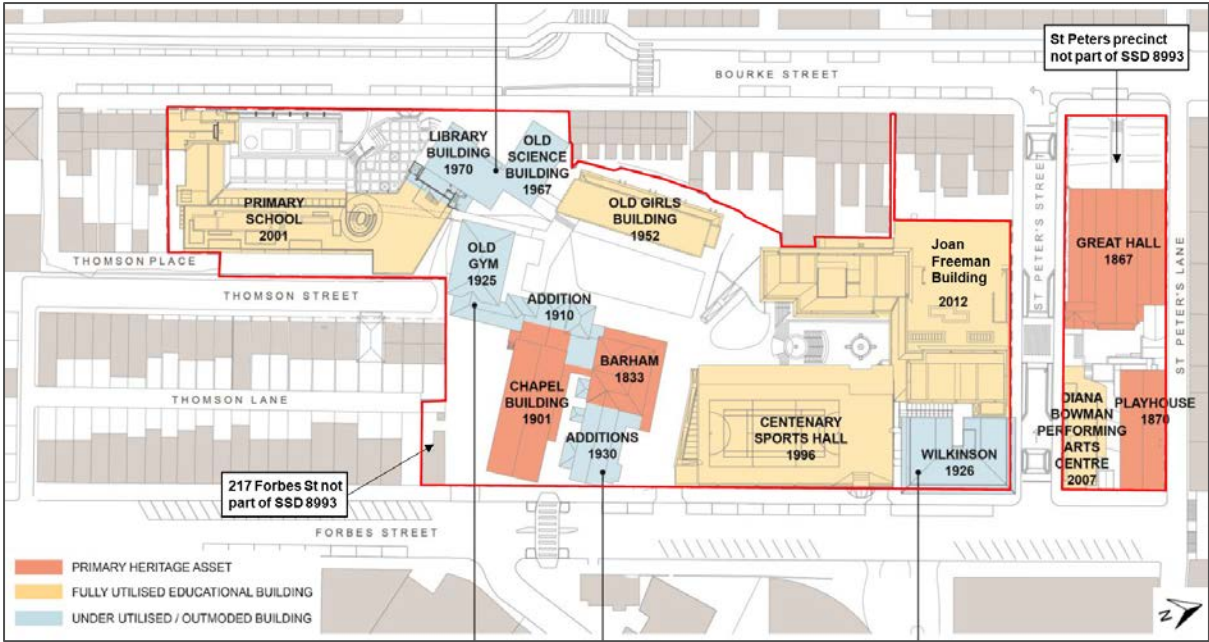 St Peters precinct
not part of SSD 8993
BOURKE STREET
LIBRARY
BUILDING
1970
OLD
SCIENCE
BUILDING
1967
PRIMARY
SCHOOL
2001
OLD GIRLS
BUILDING
1952
Joan
Freeman
Building
2012
ST PETER'S STREET
GREAT HALL
1867
ST PETER'S LANE
THOMSON PLACE
OLD
GYM
1925
THOMSON STREET
ADDITION
1910
BARHAM
1833
CHAPEL
BUILDING
1901
THOMSON LANE
ADDITIONS
1930
CENTENARY
SPORTS HALL
1996
WILKINSON
1926
DIANA
BOWMAN
PERFORMING
ARTS
CENTRE
2007
PLAYHOUSE
1870
217 Forbes St not
part of SSD 8993
FORBES STREET
PRIMARY HERITAGE ASSET
FULLY UTILISED EDUCATIONAL BUILDING
UNDER UTILISED / OUTMODED BUILDING
Z